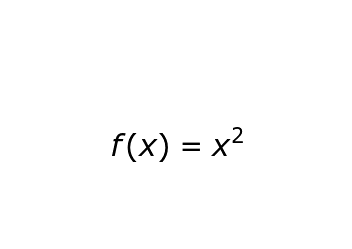 f(x) = x²